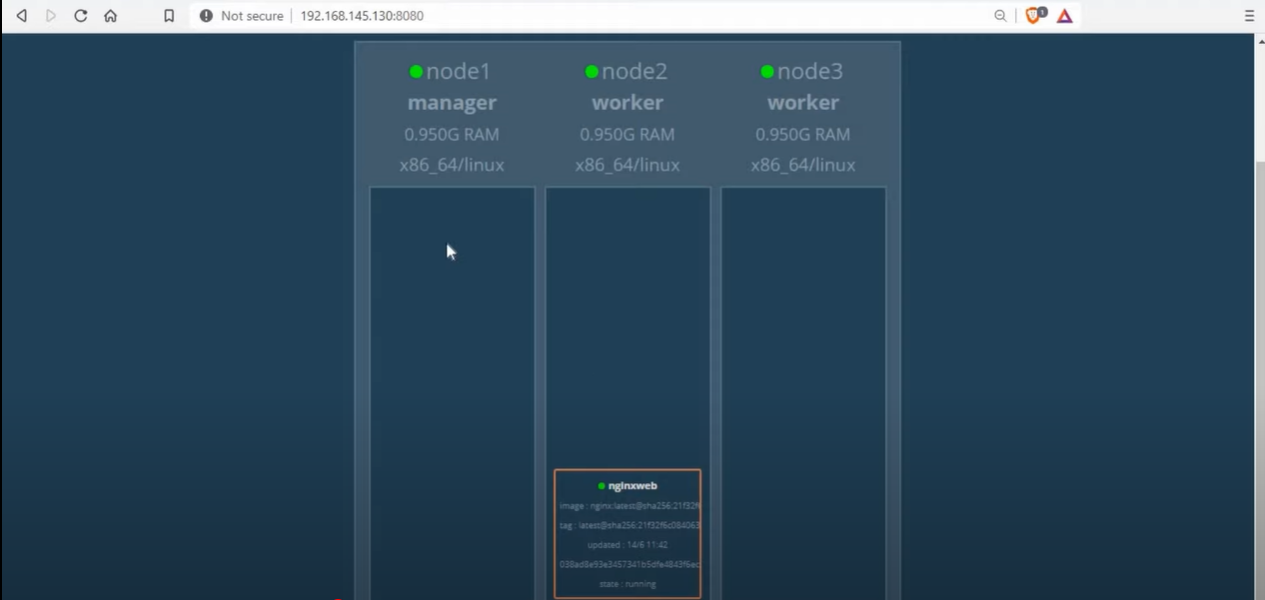 Not secure 192.168.145.130:8080
1
node1
manager
0.950G RAM
x86_64/linux
node2
worker
0.950G RAM
x86_64/linux
node3
worker
0.950G RAM
x86_64/linux
nginxweb
image : nginx:latest@sha256:21f32f
tag : latest@sha256:21f32f6c084063
updated : 14/6 11:42
state : running